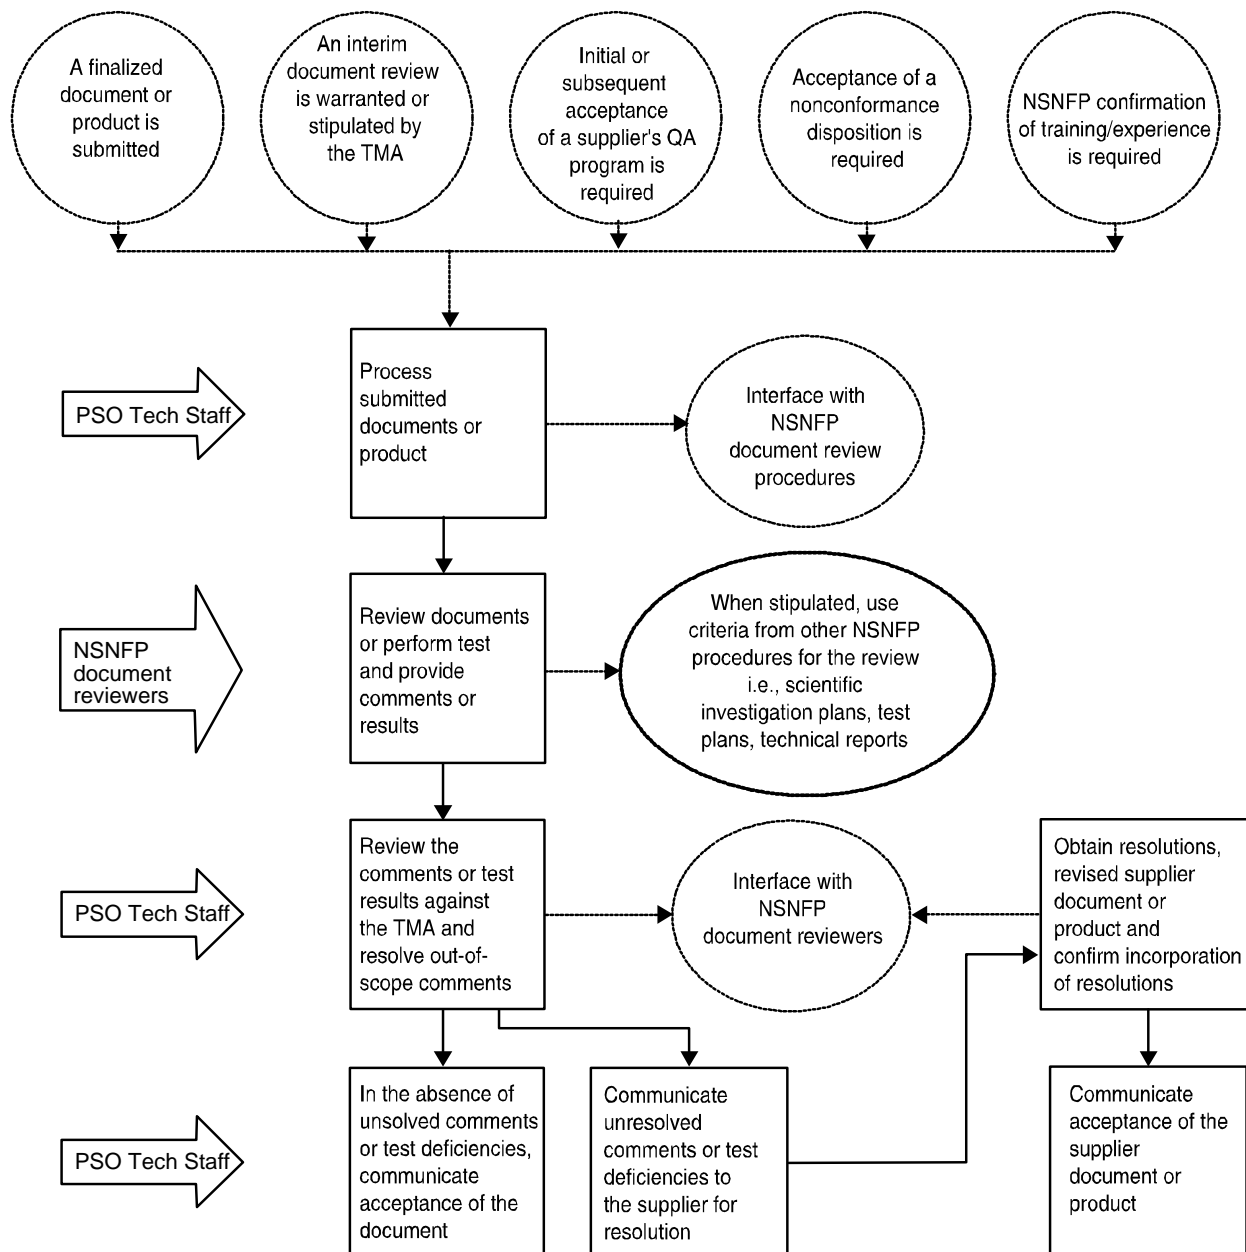 A finalized
document or
product is
submitted
An interim
document review
is warranted or
stipulated by
the TMA
Initial or
subsequent
acceptance
of a supplier's QA
program is
required
Acceptance of a
nonconformance
disposition is
required
NSNFP confirmation
of training/experience
is required
PSO Tech Staff
Process
submitted
documents or
product
Interface with
NSNFP
document review
procedures
NSNFP
document
reviewers
Review documents
or perform test
and provide
comments or
results
When stipulated, use
criteria from other NSNFP
procedures for the review
i.e., scientific
investigation plans, test
plans, technical reports
PSO Tech Staff
Review the
comments or test
results against
the TMA and
resolve out-of-
scope comments
Interface with
NSNFP
document reviewers
Obtain resolutions,
revised supplier
document or
product and
confirm incorporation
of resolutions
PSO Tech Staff
In the absence of
unsolved comments
or test deficiencies,
communicate
acceptance of the
document
Communicate
unresolved
comments or test
deficiencies to
the supplier for
resolution
Communicate
acceptance of the
supplier
document or
product